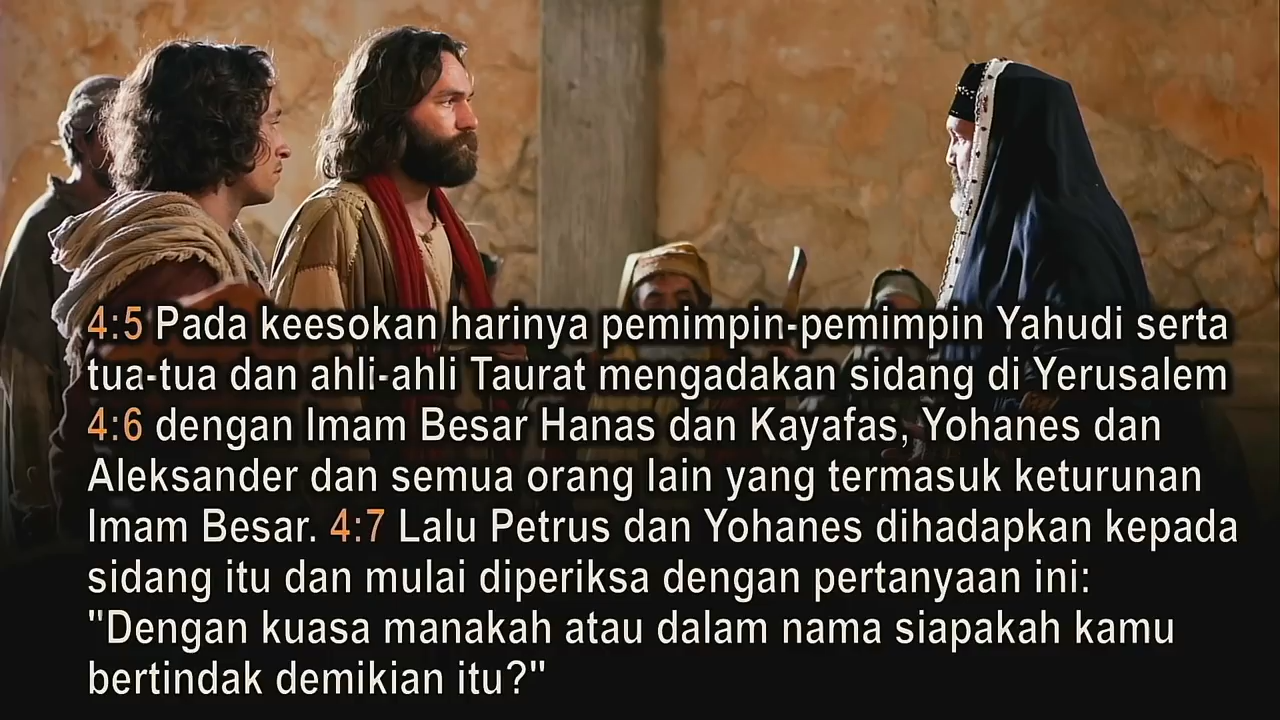 4:5 Pada keesokan harinya pemimpin-pemimpin Yahudi serta
tua-tua dan ahli-ahli Taurat mengadakan sidang di Yerusalem
4:6 dengan Imam Besar Hanas dan Kayafas, Yohanes dan
Aleksander dan semua orang lain yang termasuk keturunan
Imam Besar. 4:7 Lalu Petrus dan Yohanes dihadapkan kepada
sidang itu dan mulai diperiksa dengan pertanyaan ini:
"Dengan kuasa manakah atau dalam nama siapakah kamu
bertindak demikian itu?"